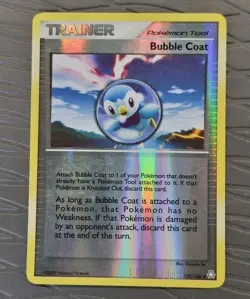 TRAINER
Pokémon Tool
Bubble Coat
Attach Bubble Coat to 1 of your Pokémon that doesn't
already have a Pokémon Tool attached to it. If that
Pokémon is Knocked Out, discard this card.
As long as Bubble Coat is attached to a
Pokémon, that Pokémon has no
Weakness. If that Pokémon is damaged
by an opponent's attack, discard this card
at the end of the turn.